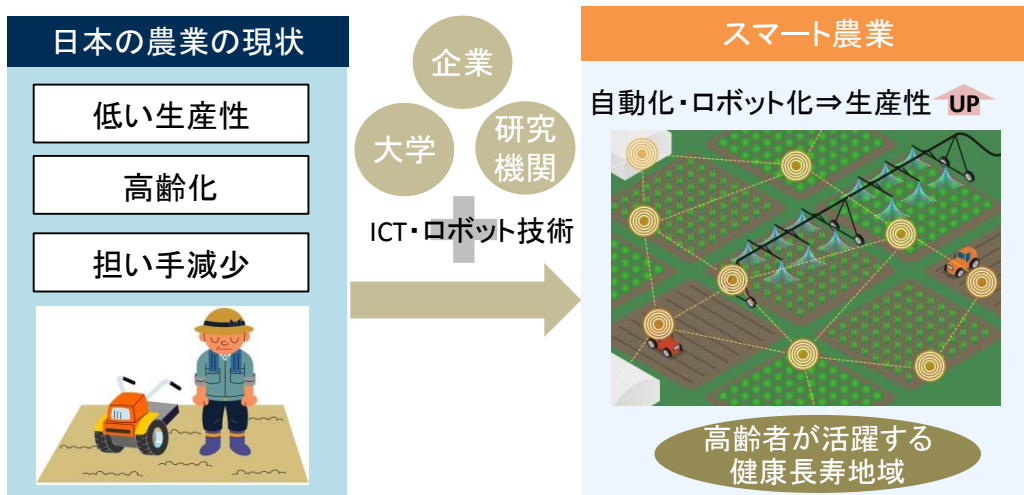 日本の農業の現状
低い生産性
高齢化
担い手減少
企業
大学
研究
機関
ICT・ロボット技術
スマート農業
自動化・ロボット化⇒生産性 UP
高齢者が活躍する
健康長寿地域